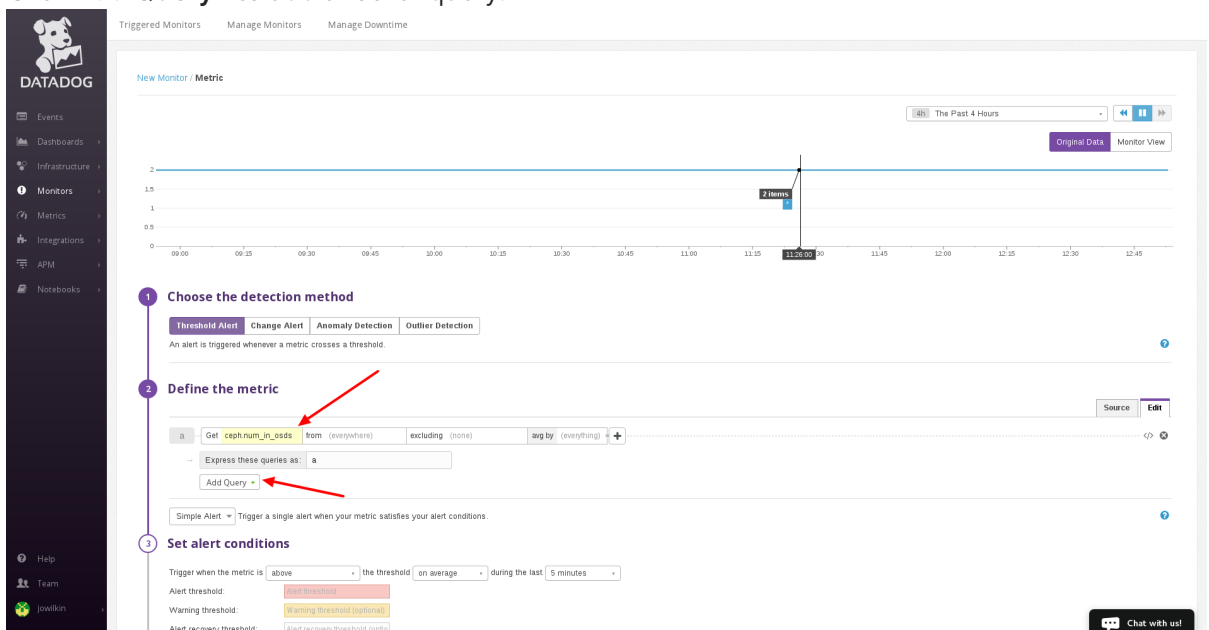 Triggered Monitors Manage Monitors Manage Downtime
DATADOG
Events
Dashboards
Infrastructure
Monitors
Metrics
Integrations
APM
Notebooks
Help
Team
jowilkin
New Monitor / Metric
4h The Past 4 Hours
Original Data Monitor View
2
1.5
1
0.5
0
2 items
*
09:00 09:15 09:30 09:45 10:00 10:15 10:30 10:45 11:00 11:15 11:26:00 30 11:45 12:00 12:15 12:30 12:45
1 Choose the detection method
Threshold Alert Change Alert Anomaly Detection Outlier Detection
An alert is triggered whenever a metric crosses a threshold.
2 Define the metric
Source Edit
a Get ceph.num_in_osds from (everywhere) excluding (none) avg by (everything) + </>
Express these queries as: a
Add Query +
Simple Alert Trigger a single alert when your metric satisfies your alert conditions.
3 Set alert conditions
Trigger when the metric is above the threshold on average during the last 5 minutes
Alert threshold: Alert threshold
Warning threshold: Warning threshold (optional)
Alert recovery threshold: Alert recovery threshold (optio
Chat with us!